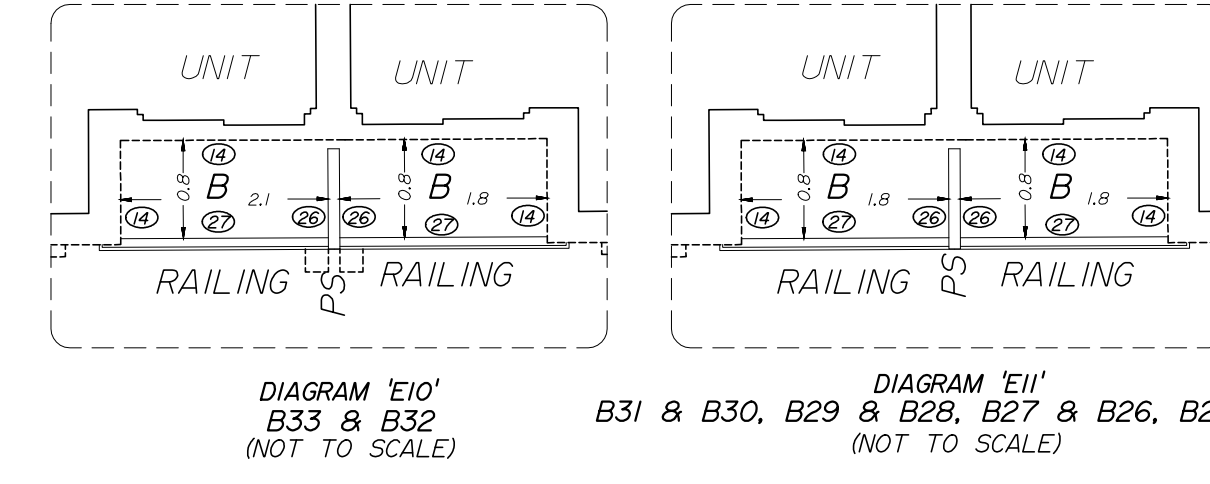 UNIT UNIT
14 14
0.8 B 2.1 0.8 B 1.8
14 27 26 26 27 14
RAILING PS RAILING
DIAGRAM 'E10'
B33 & B32
(NOT TO SCALE)
UNIT UNIT
14 14
0.8 B 1.8 0.8 B 1.8
14 27 26 26 27 14
RAILING PS RAILING
DIAGRAM 'E11'
B31 & B30, B29 & B28, B27 & B26, B2
(NOT TO SCALE)